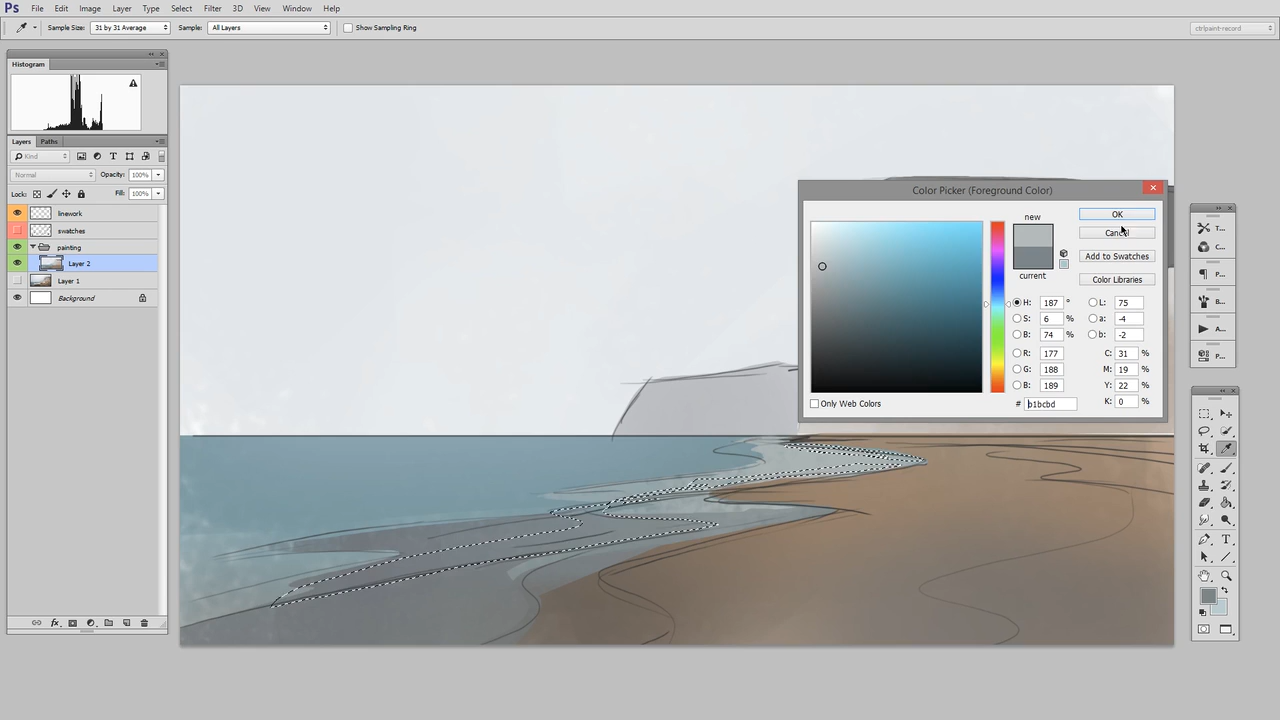 Ps File Edit Image Layer Type Select Filter 3D View Window Help
Sample Size: 31 by 31 Average Sample: All Layers Show Sampling Ring ctrlpaint-record
Histogram
Layers Paths
Kind
Normal Opacity: 100%
Lock: Fill: 100%
linework
swatches
painting
Layer 2
Layer 1
Background
fx
Color Picker (Foreground Color)
new
current
OK
Cancel
Add to Swatches
Color Libraries
H: 187 °
S: 6 %
B: 74 %
R: 177
G: 188
B: 189
L: 75
a: -4
b: -2
C: 31 %
M: 19 %
Y: 22 %
K: 0 %
Only Web Colors
# b1bcbd
T...
C...
P...
B...
A...
P...